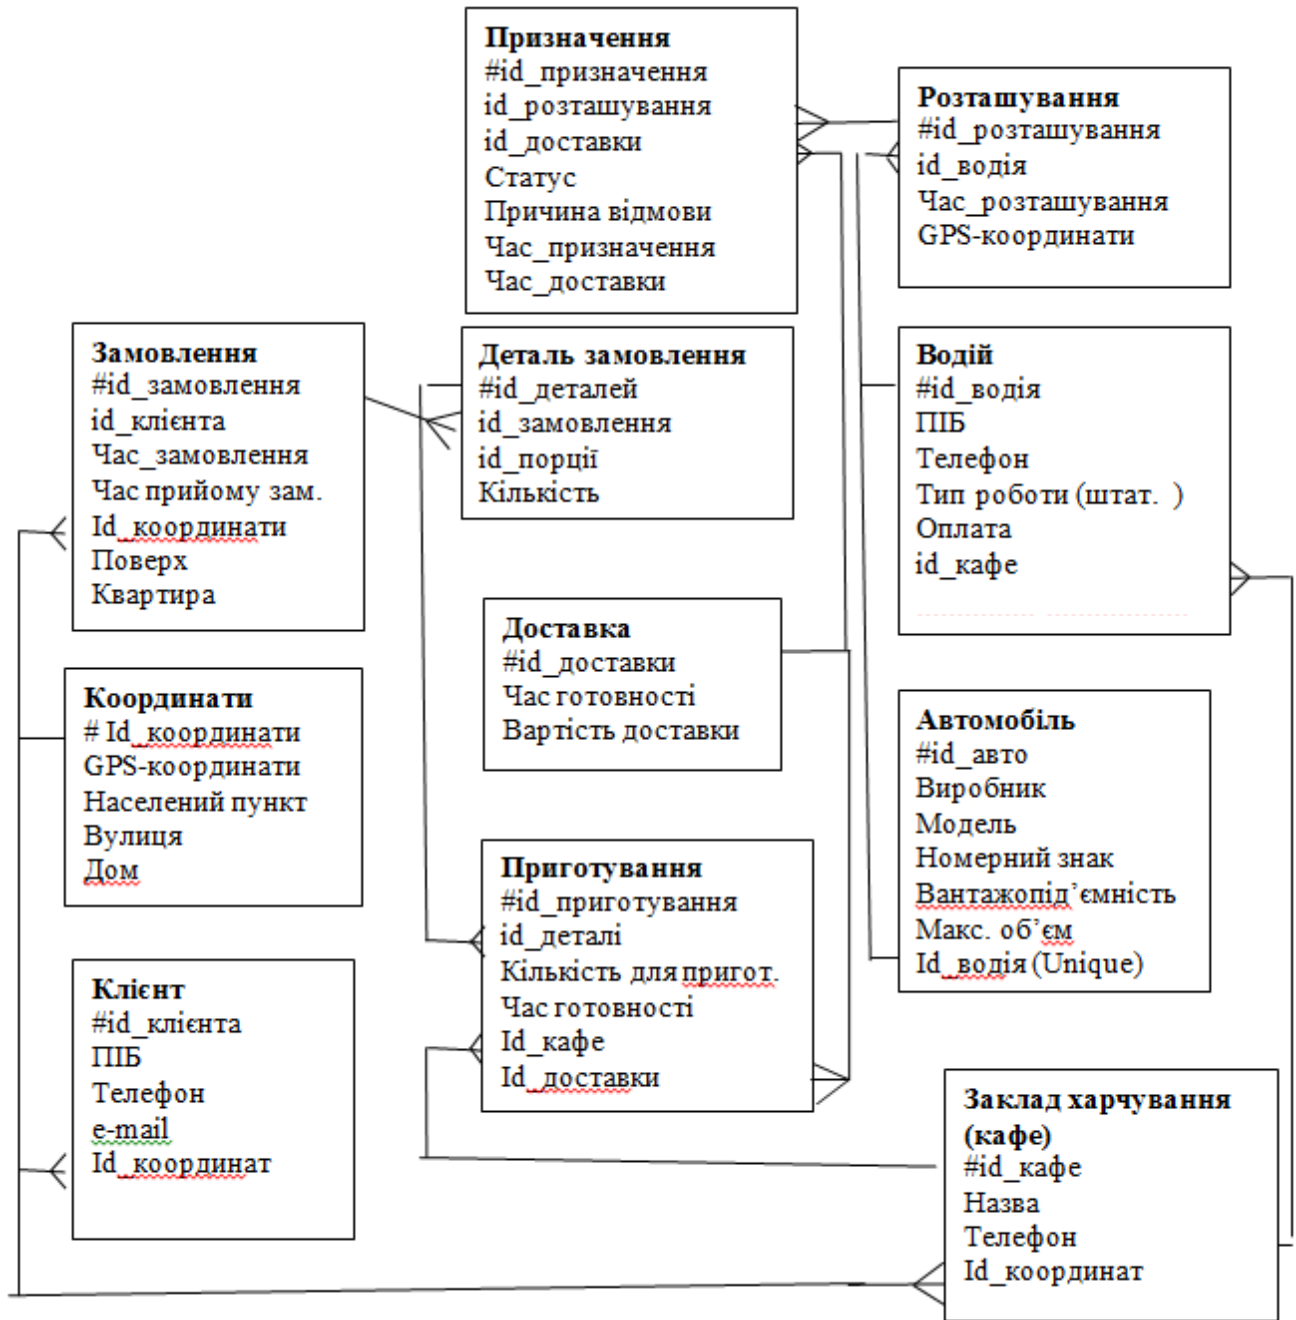 Призначення
#id_призначення
id_розташування
id_доставки
Статус
Причина відмови
Час_призначення
Час_доставки
Розташування
#id_розташування
id_водія
Час_розташування
GPS-координати
Замовлення
#id_замовлення
id_клієнта
Час_замовлення
Час прийому зам.
Id_координати
Поверх
Квартира
Деталь замовлення
#id_деталей
id_замовлення
id_порції
Кількість
Водій
#id_водія
ПІБ
Телефон
Тип роботи (штат. )
Оплата
id_кафе
Доставка
#id_доставки
Час готовності
Вартість доставки
Координати
# Id_координати
GPS-координати
Населений пункт
Вулиця
Дом
Автомобіль
#id_авто
Виробник
Модель
Номерний знак
Вантажопід’ємність
Макс. об’єм
Id_водія (Unique)
Приготування
#id_приготування
id_деталі
Кількість для пригот.
Час готовності
Id_кафе
Id_доставки
Клієнт
#id_клієнта
ПІБ
Телефон
e-mail
Id_координат
Заклад харчування
(кафе)
#id_кафе
Назва
Телефон
Id_координат